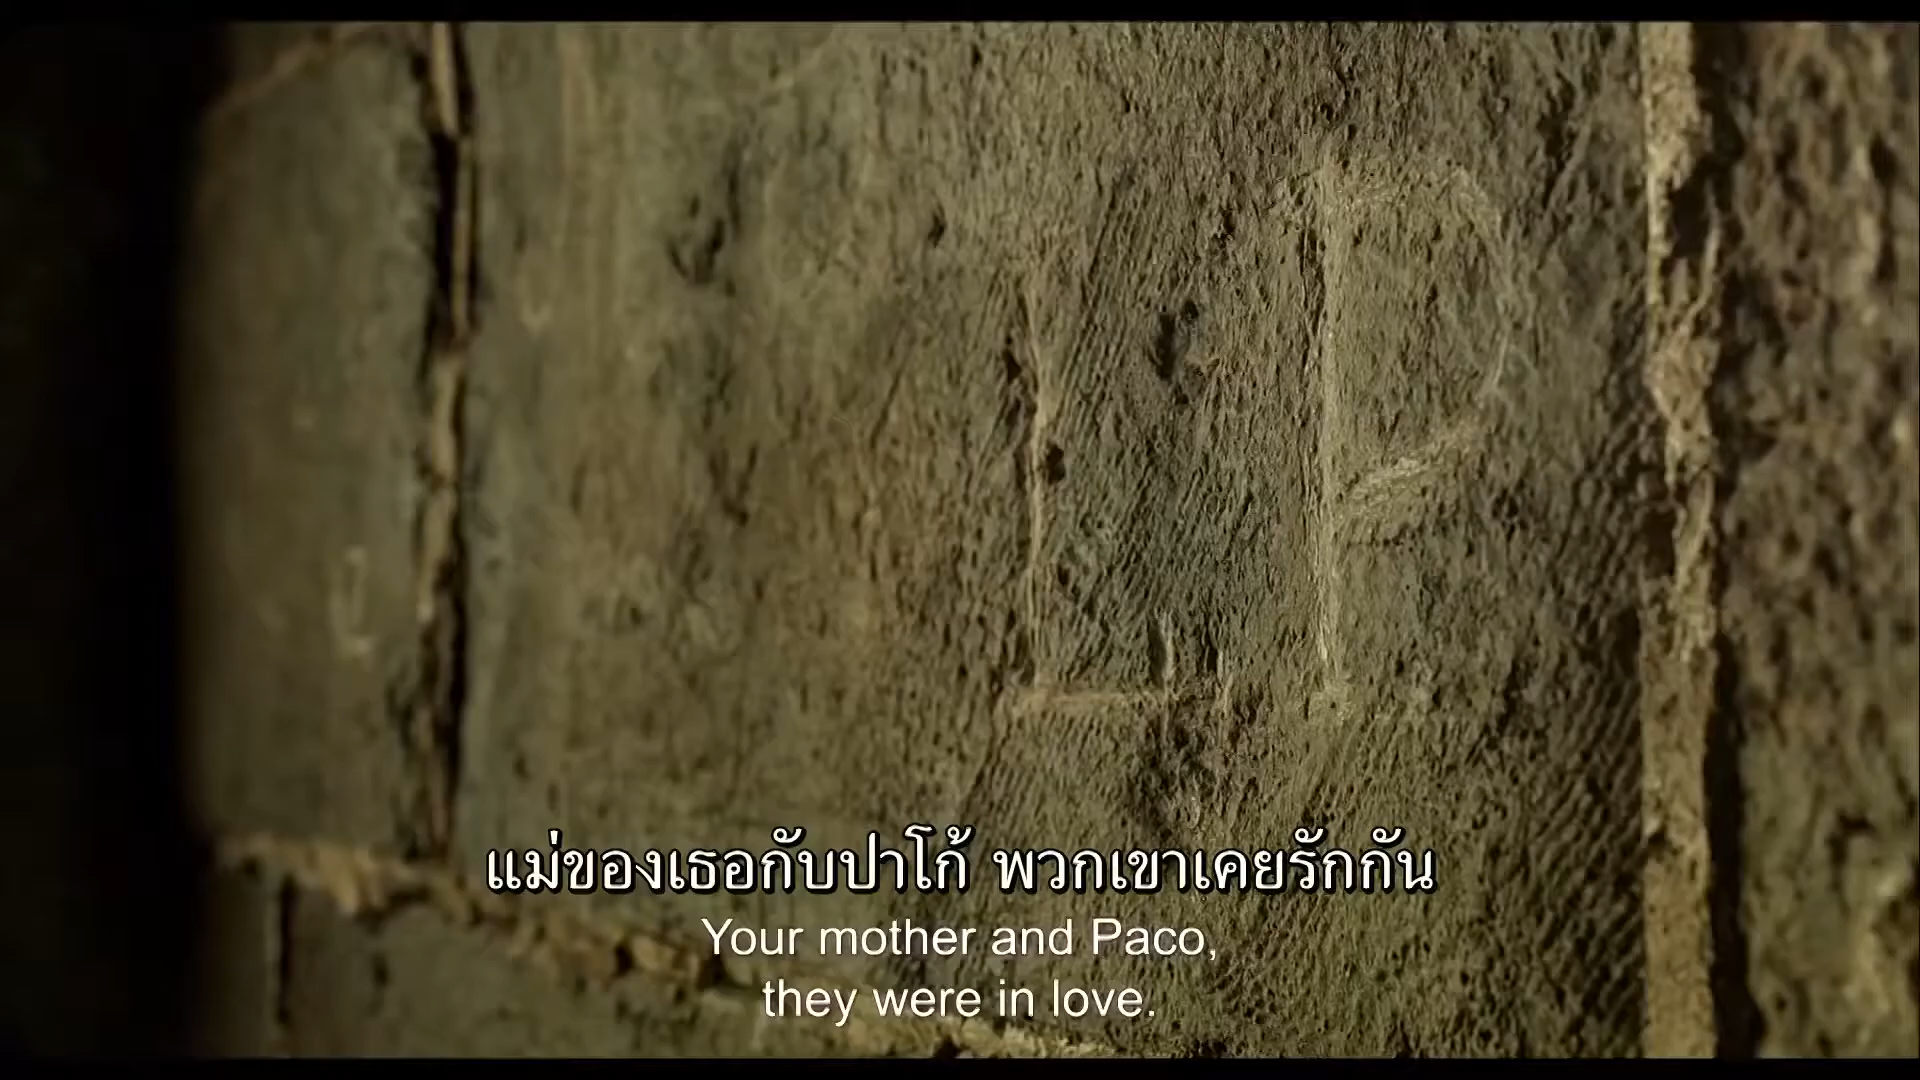 L P
แม่ของเธอกับปาโก้ พวกเขาเคยรักกัน
Your mother and Paco,
they were in love.